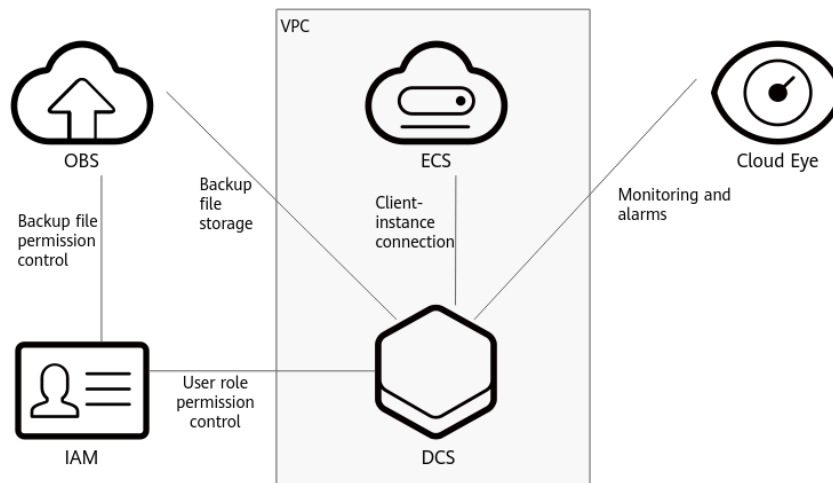 VPC
OBS
ECS
Cloud Eye
Backup
file
storage
Client-
instance
connection
Monitoring and
alarms
Backup file
permission
control
User role
permission
control
IAM
DCS